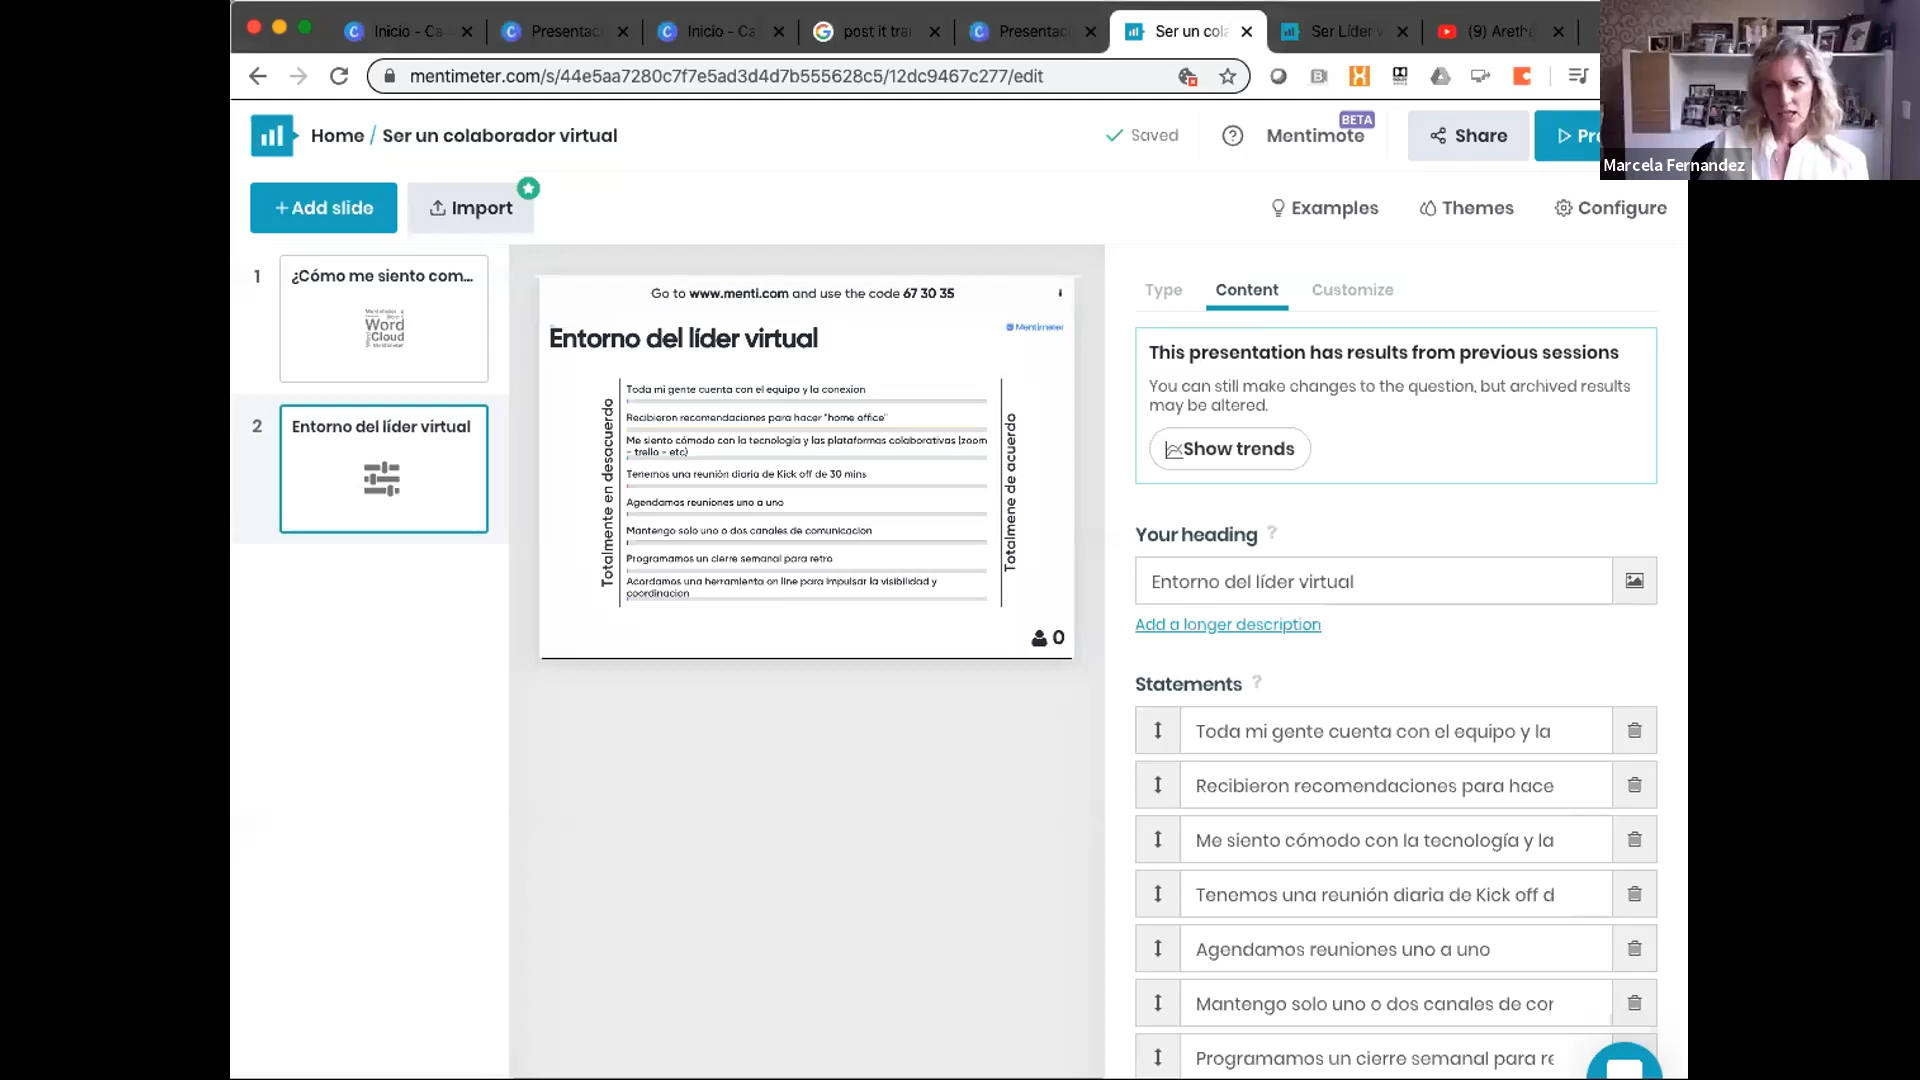 Inicio - Ca
Presentac
Inicio - Ca
post it tra
Presentac
Ser un cola
Ser Líder v
(9) Areth
mentimeter.com/s/44e5aa7280c7f7e5ad3d4d7b555628c5/12dc9467c277/edit
Marcela Fernandez
Home / Ser un colaborador virtual
Saved
Mentimote
BETA
Share
Pr
+ Add slide
Import
Examples
Themes
Configure
1
¿Cómo me siento com...
Word
Cloud
2
Entorno del líder virtual
Go to www.menti.com and use the code 67 30 35
Mentimeter
Entorno del líder virtual
Totalmente en desacuerdo
Toda mi gente cuenta con el equipo y la conexion
Recibieron recomendaciones para hacer "home office"
Me siento cómodo con la tecnología y las plataformas colaborativas (zoom
- trello - etc)
Tenemos una reunión diaria de Kick off de 30 mins
Agendamos reuniones uno a uno
Mantengo solo uno o dos canales de comunicacion
Programamos un cierre semanal para retro
Acordamos una herramienta on line para impulsar la visibilidad y
coordinacion
Totalmene de acuerdo
0
Type
Content
Customize
This presentation has results from previous sessions
You can still make changes to the question, but archived results
may be altered.
Show trends
Your heading ?
Entorno del líder virtual
Add a longer description
Statements ?
Toda mi gente cuenta con el equipo y la
Recibieron recomendaciones para hace
Me siento cómodo con la tecnología y la
Tenemos una reunión diaria de Kick off d
Agendamos reuniones uno a uno
Mantengo solo uno o dos canales de cor
Programamos un cierre semanal para re